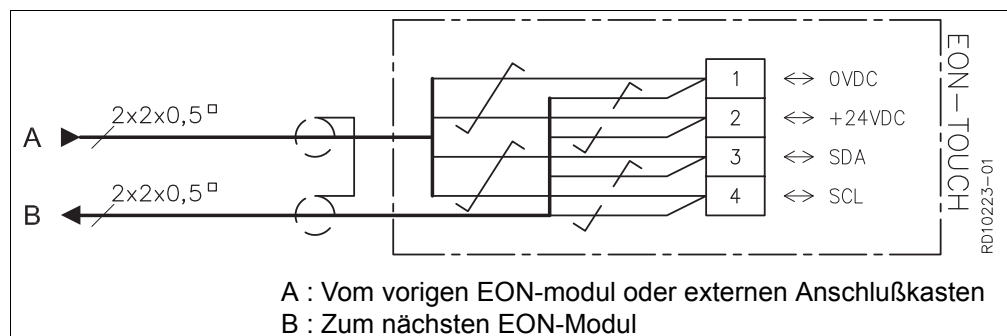 A 2x2x0,5□
B 2x2x0,5□
1 <-> 0VDC
2 <-> +24VDC
3 <-> SDA
4 <-> SCL
EON-TOUCH
RD10223-01
A : Vom vorigen EON-modul oder externen Anschlußkasten
B : Zum nächsten EON-Modul